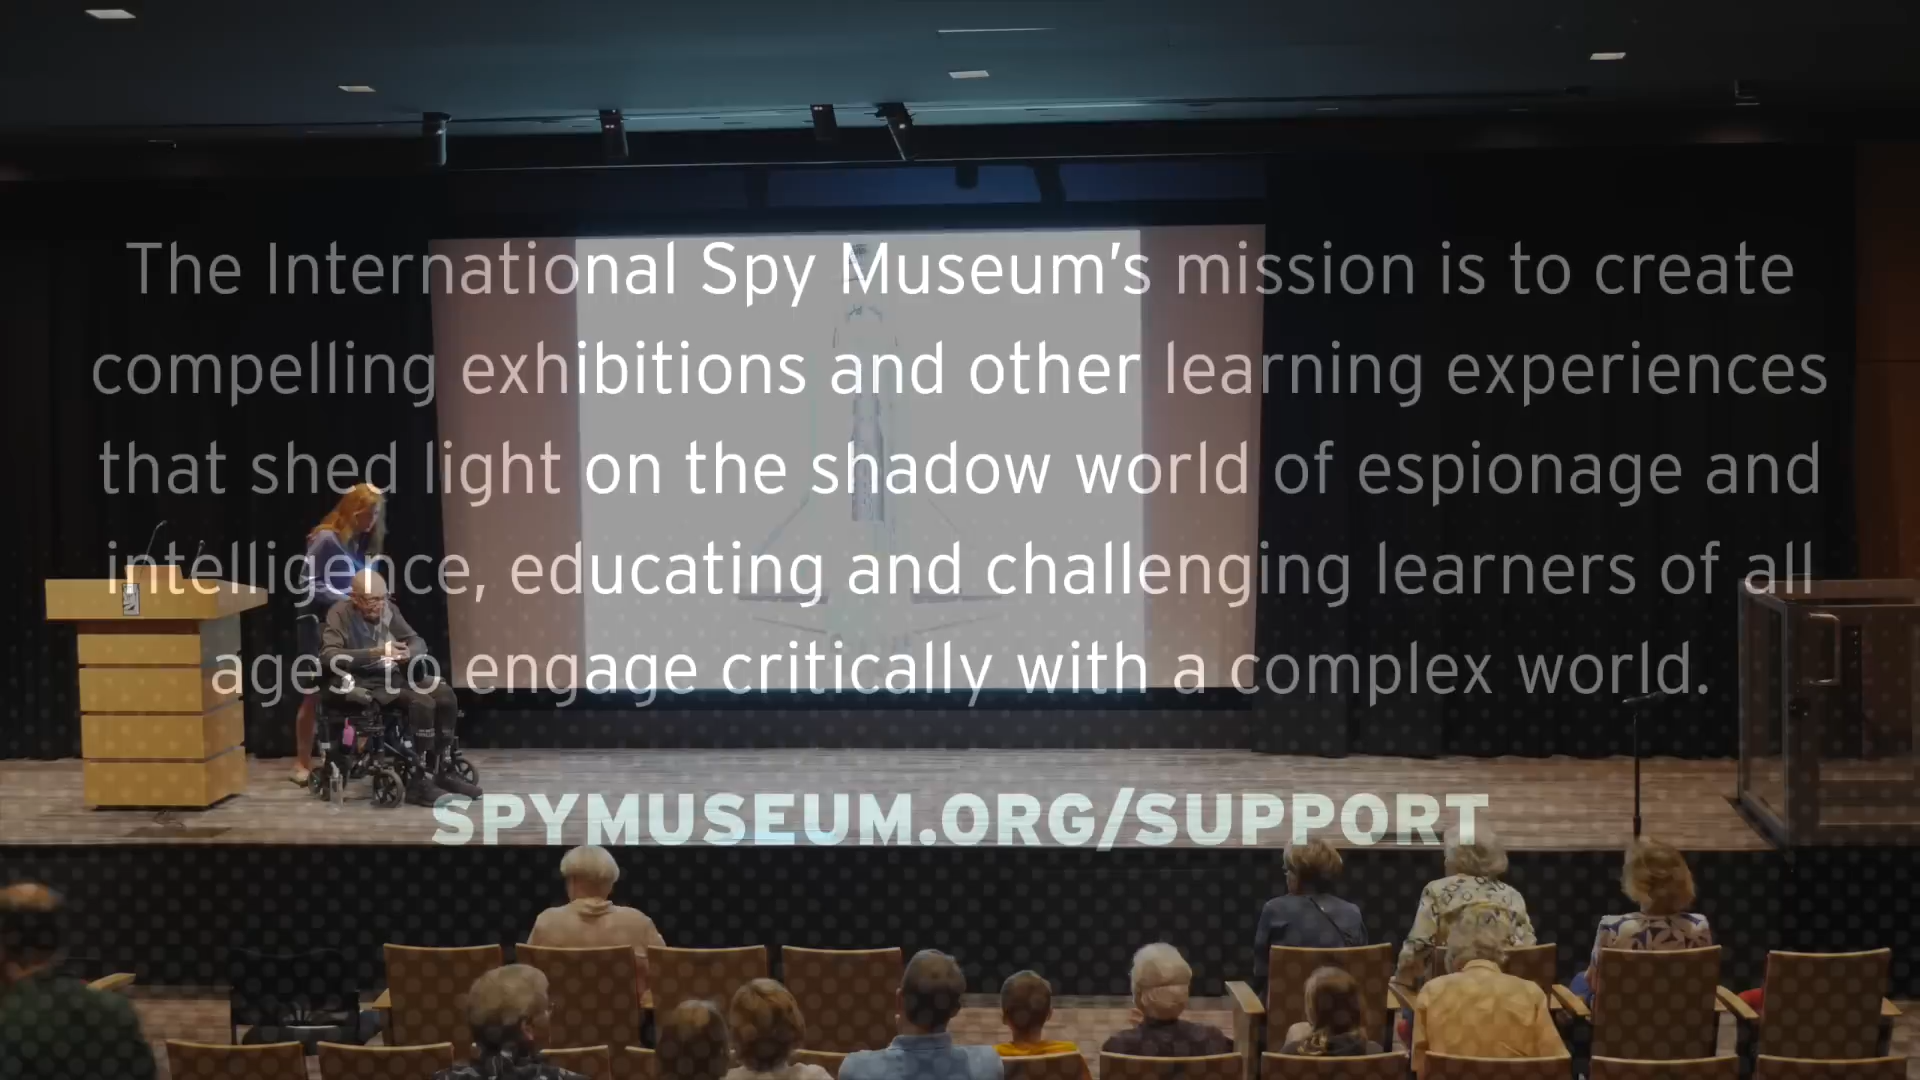 The International Spy Museum's mission is to create
compelling exhibitions and other learning experiences
that shed light on the shadow world of espionage and
intelligence, educating and challenging learners of all
ages to engage critically with a complex world.
SPYMUSEUM.ORG/SUPPORT